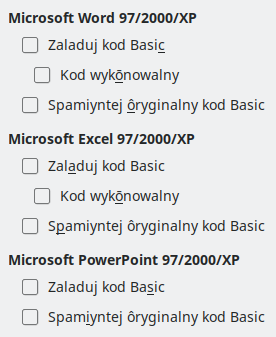 Microsoft Word 97/2000/XP
Zaladuj kod Basic
Kod wykōnowalny
Spamiyntej ôryginalny kod Basic
Microsoft Excel 97/2000/XP
Zaladuj kod Basic
Kod wykōnowalny
Spamiyntej ôryginalny kod Basic
Microsoft PowerPoint 97/2000/XP
Zaladuj kod Basic
Spamiyntej ôryginalny kod Basic